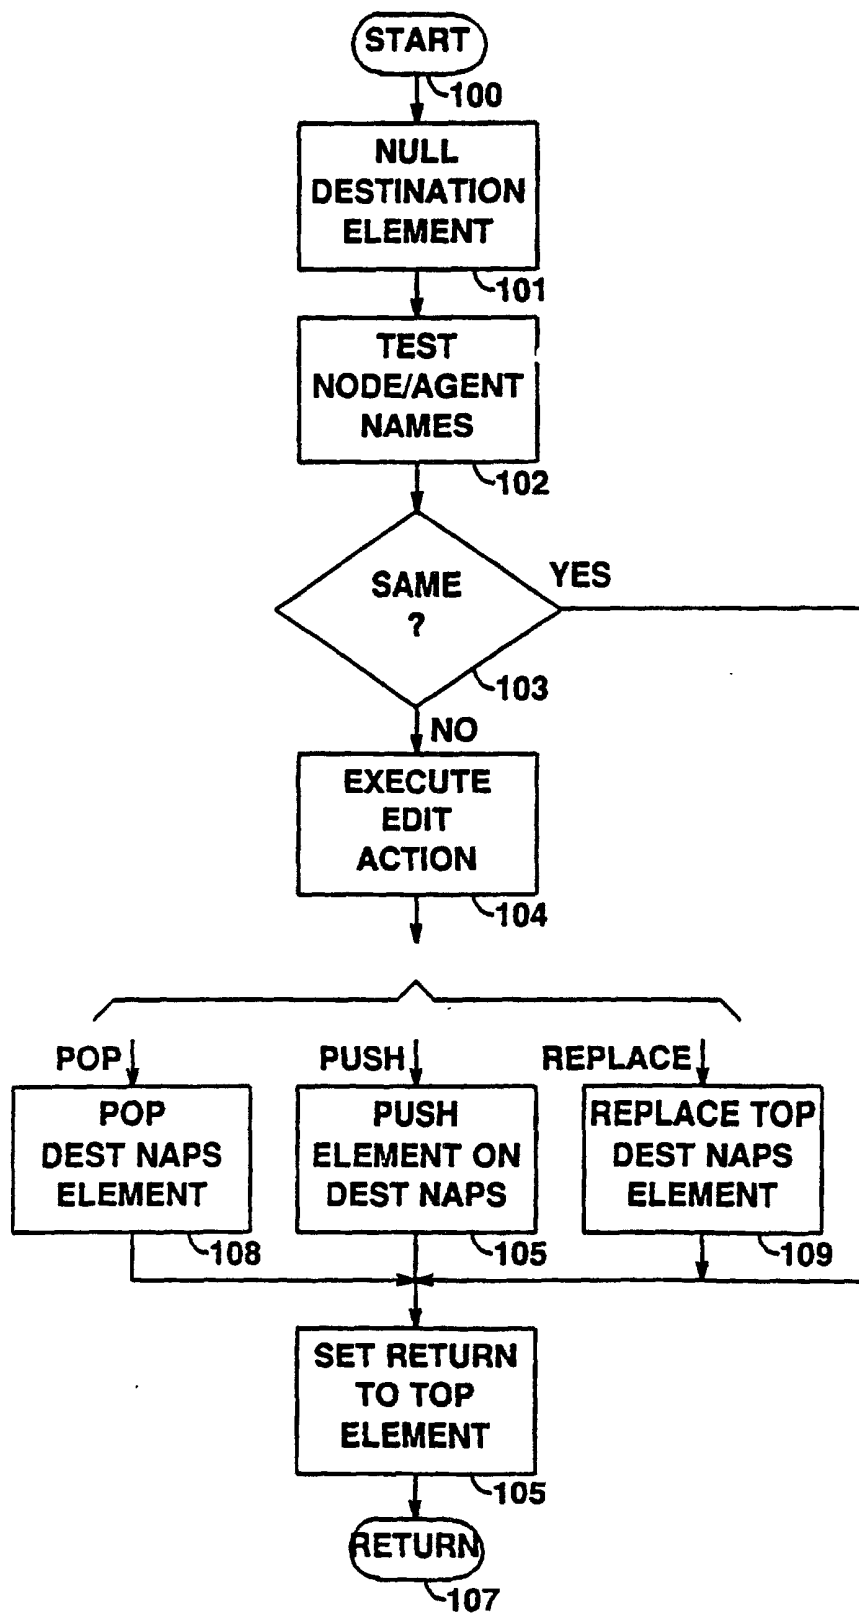 START
100
NULL
DESTINATION
ELEMENT
101
TEST
NODE/AGENT
NAMES
102
SAME
?
YES
103
NO
EXECUTE
EDIT
ACTION
104
POP
PUSH
REPLACE
POP
DEST NAPS
ELEMENT
108
PUSH
ELEMENT ON
DEST NAPS
105
REPLACE TOP
DEST NAPS
ELEMENT
109
SET RETURN
TO TOP
ELEMENT
105
RETURN
107